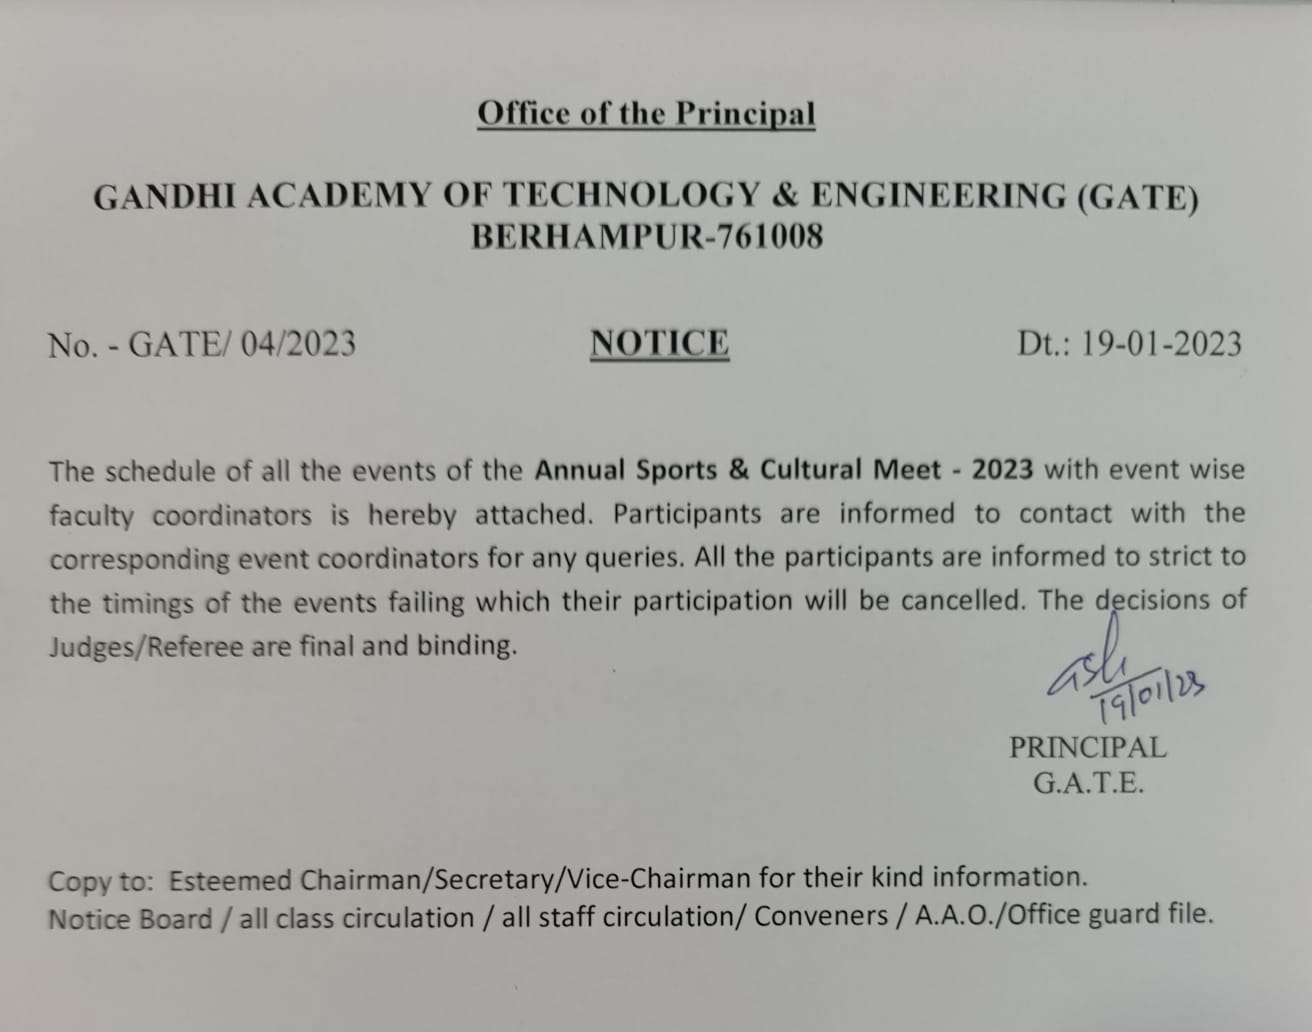 Office of the Principal
GANDHI ACADEMY OF TECHNOLOGY & ENGINEERING (GATE)
BERHAMPUR-761008
No. - GATE/ 04/2023 NOTICE Dt.: 19-01-2023
The schedule of all the events of the Annual Sports & Cultural Meet - 2023 with event wise
faculty coordinators is hereby attached. Participants are informed to contact with the
corresponding event coordinators for any queries. All the participants are informed to strict to
the timings of the events failing which their participation will be cancelled. The decisions of
Judges/Referee are final and binding.
19/01/23
PRINCIPAL
G.A.T.E.
Copy to: Esteemed Chairman/Secretary/Vice-Chairman for their kind information.
Notice Board / all class circulation / all staff circulation/ Conveners / A.A.O./Office guard file.